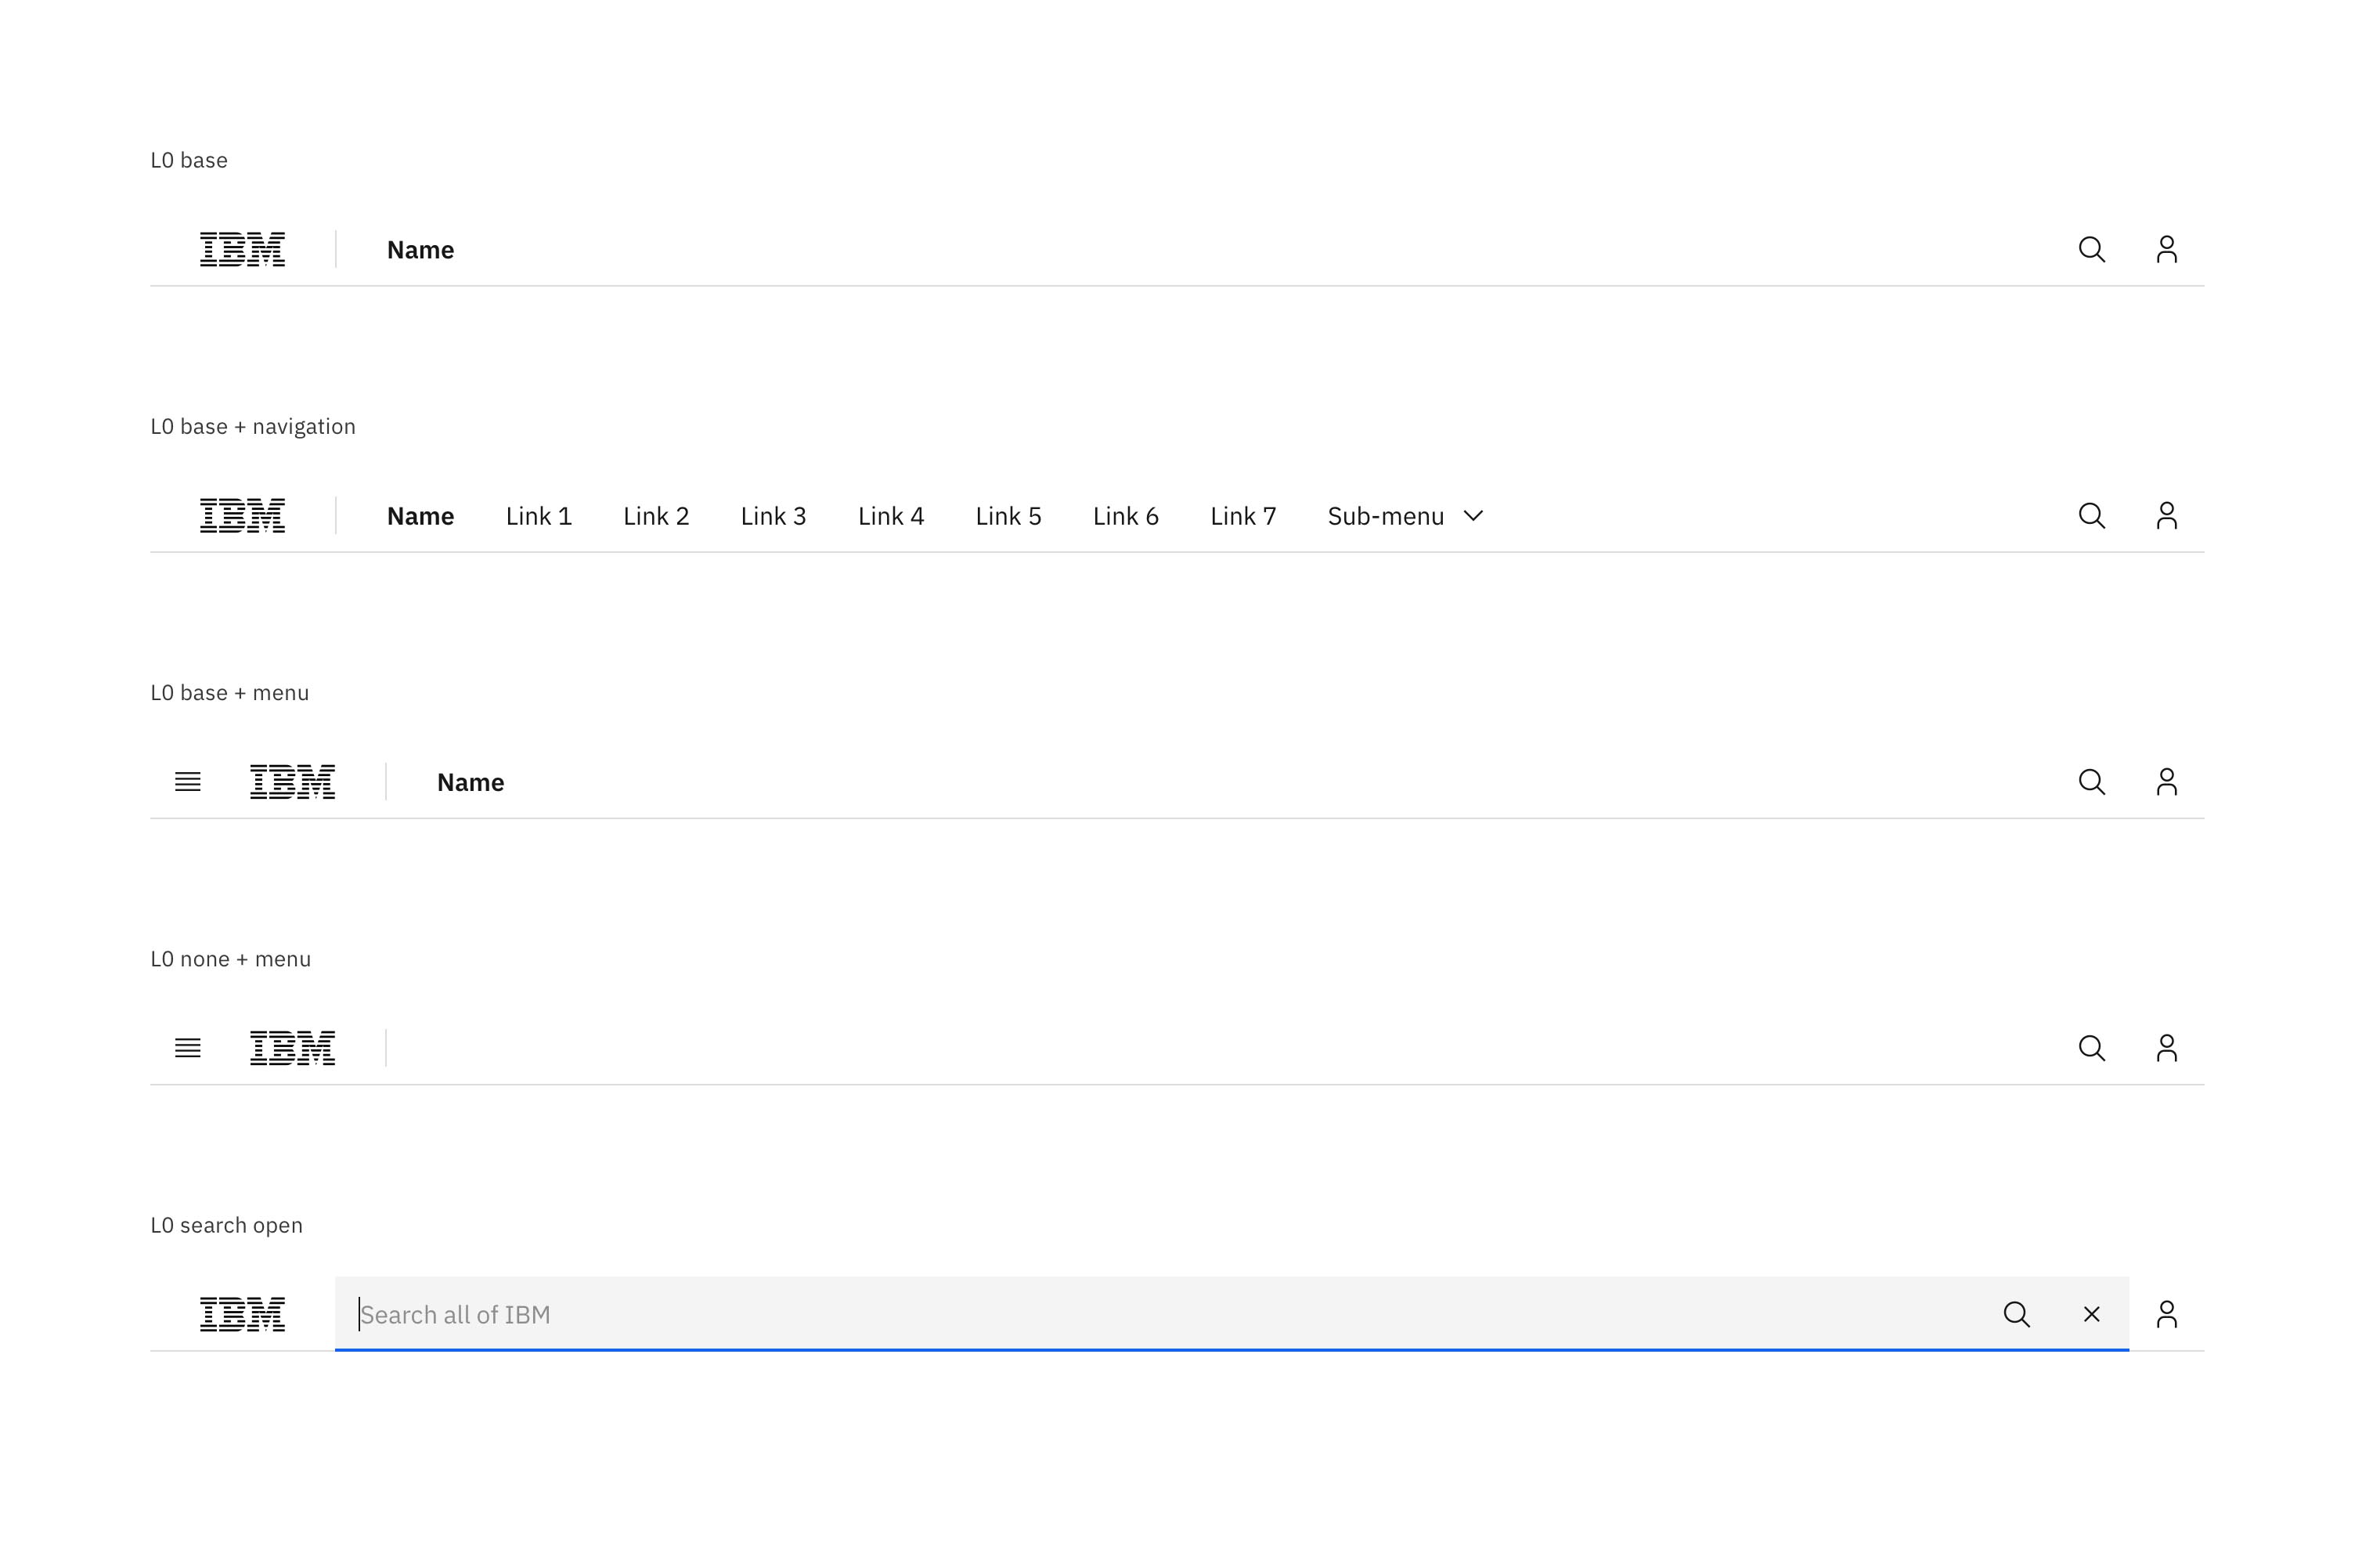 L0 base
IBM Name
L0 base + navigation
IBM Name Link 1 Link 2 Link 3 Link 4 Link 5 Link 6 Link 7 Sub-menu
L0 base + menu
IBM Name
L0 none + menu
IBM
L0 search open
IBM Search all of IBM